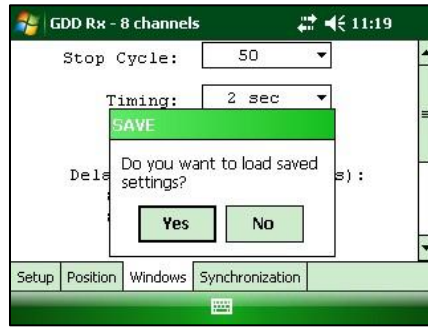 GDD Rx - 8 channels 11:19
Stop Cycle: 50
Timing: 2 sec
SAVE
Do you want to load saved
settings?
Dela s):
Yes No
Setup Position Windows Synchronization